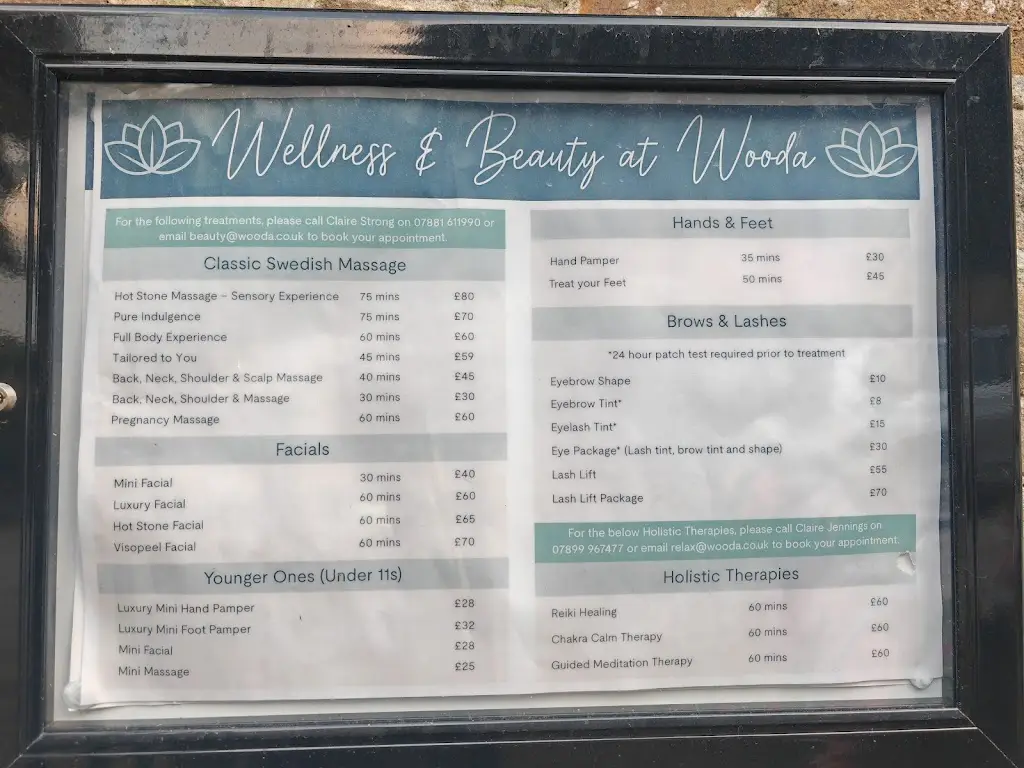 Wellness & Beauty at Wooda
For the following treatments, please call Claire Strong on 07881 611990 or
email beauty@wooda.co.uk to book your appointment.
Classic Swedish Massage
Hot Stone Massage – Sensory Experience 75 mins £80
Pure Indulgence 75 mins £70
Full Body Experience 60 mins £60
Tailored to You 45 mins £59
Back, Neck, Shoulder & Scalp Massage 40 mins £45
Back, Neck, Shoulder & Massage 30 mins £30
Pregnancy Massage 60 mins £60
Facials
Mini Facial 30 mins £40
Luxury Facial 60 mins £60
Hot Stone Facial 60 mins £65
Visopeel Facial 60 mins £70
Younger Ones (Under 11s)
Luxury Mini Hand Pamper £28
Luxury Mini Foot Pamper £32
Mini Facial £28
Mini Massage £25
Hands & Feet
Hand Pamper 35 mins £30
Treat your Feet 50 mins £45
Brows & Lashes
*24 hour patch test required prior to treatment
Eyebrow Shape £10
Eyebrow Tint* £8
Eyelash Tint* £15
Eye Package* (Lash tint, brow tint and shape) £30
Lash Lift £55
Lash Lift Package £70
For the below Holistic Therapies, please call Claire Jennings on
07899 967477 or email relax@wooda.co.uk to book your appointment.
Holistic Therapies
Reiki Healing 60 mins £60
Chakra Calm Therapy 60 mins £60
Guided Meditation Therapy 60 mins £60